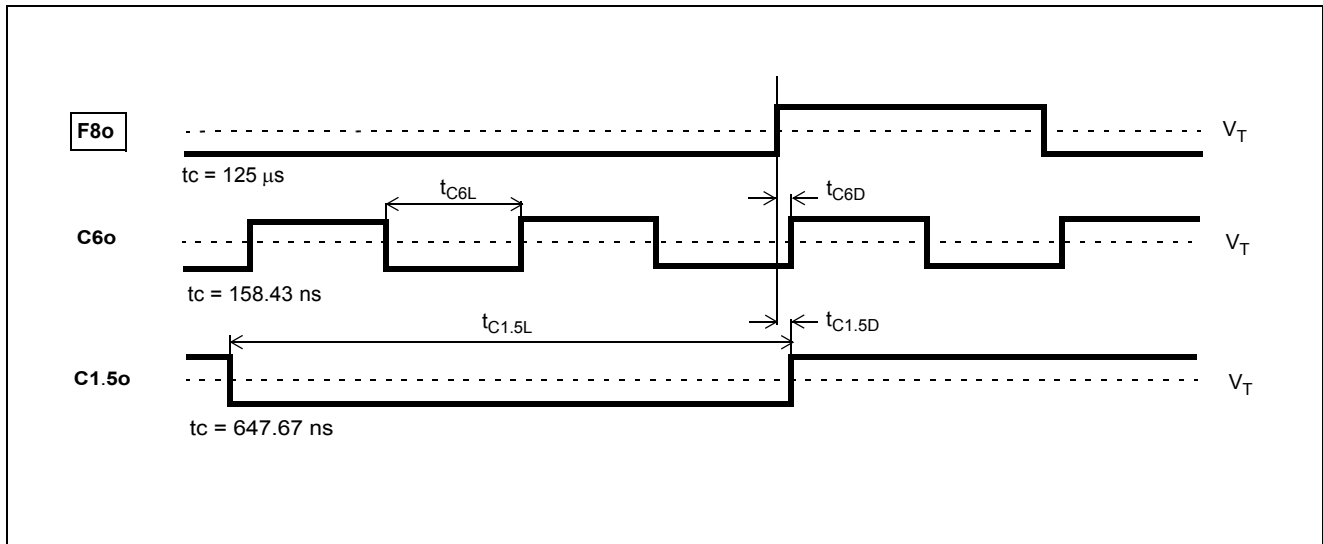 F8o
V_T
tc = 125 μs
t_C6L
t_C6D
C6o
V_T
tc = 158.43 ns
t_C1.5L
t_C1.5D
C1.5o
V_T
tc = 647.67 ns